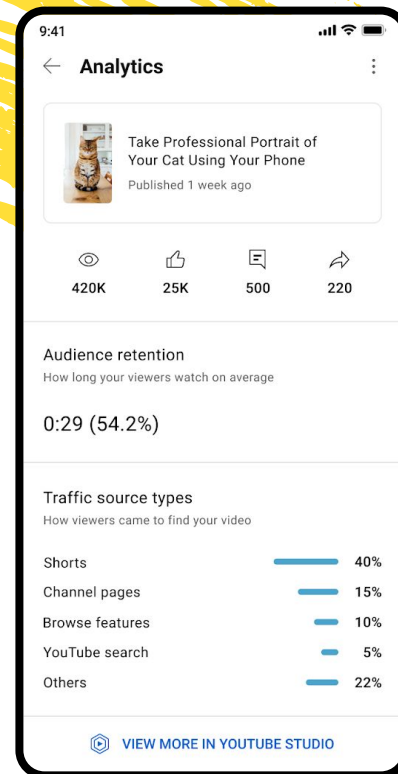 9:41
Analytics
Take Professional Portrait of
Your Cat Using Your Phone
Published 1 week ago
420K 25K 500 220
Audience retention
How long your viewers watch on average
0:29 (54.2%)
Traffic source types
How viewers came to find your video
Shorts 40%
Channel pages 15%
Browse features 10%
YouTube search 5%
Others 22%
VIEW MORE IN YOUTUBE STUDIO